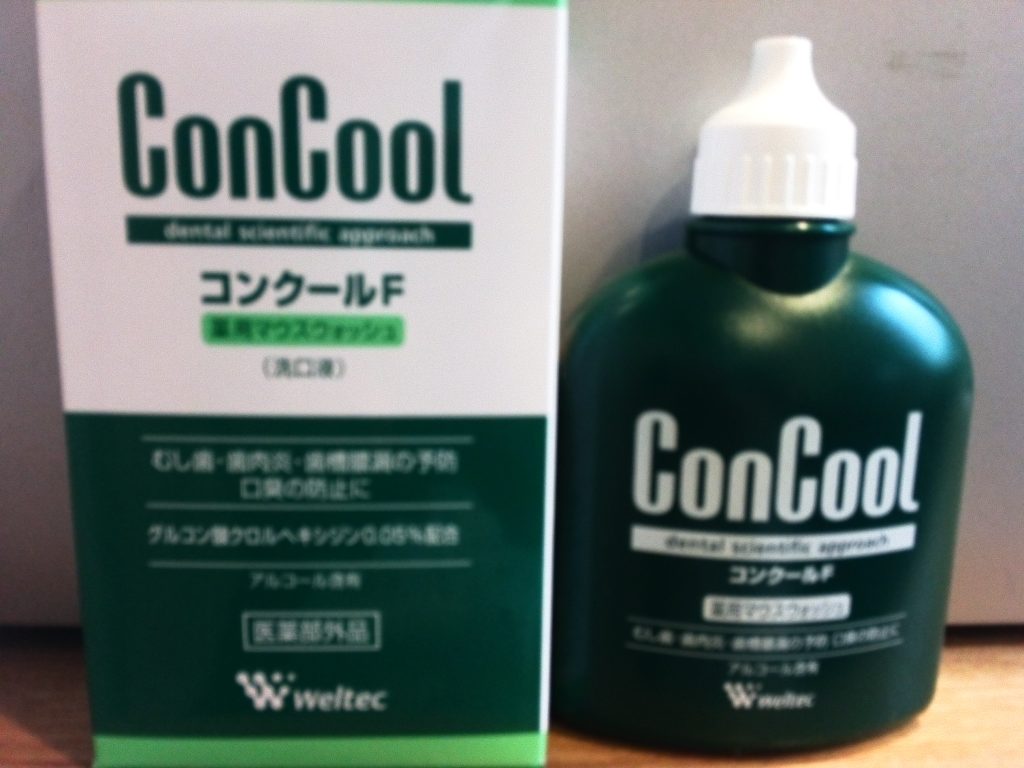 ConCool
dental scientific approach
コンクールF
薬用マウスウォッシュ
(洗口液)
むし歯・歯肉炎・歯槽膿漏の予防
口臭の防止に
グルコン酸クロルヘキシジン0.05%配合
アルコール含有
医薬部外品
Weltec
ConCool
dental scientific approach
コンクールF
薬用マウスウォッシュ
むし歯・歯肉炎・歯槽膿漏の予防 口臭の防止に
アルコール含有
Weltec